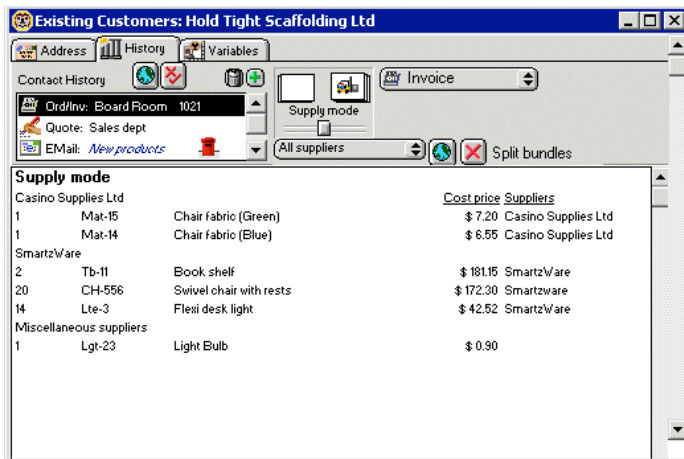 Existing Customers: Hold Tight Scaffolding Ltd
Address History Variables
Contact History
Invoice
Ord/Inv: Board Room 1021
Quote: Sales dept
EMail: New products
Supply mode
All suppliers
Split bundles
Supply mode
Casino Supplies Ltd Cost price Suppliers
1 Mat-15 Chair fabric (Green) $ 7.20 Casino Supplies Ltd
1 Mat-14 Chair fabric (Blue) $ 6.55 Casino Supplies Ltd
SmartzWare
2 Tb-11 Book shelf $ 181.15 SmartzWare
20 CH-556 Swivel chair with rests $ 172.30 Smartzware
14 Lte-3 Flexi desk light $ 42.52 SmartzWare
Miscellaneous suppliers
1 Lgt-23 Light Bulb $ 0.90